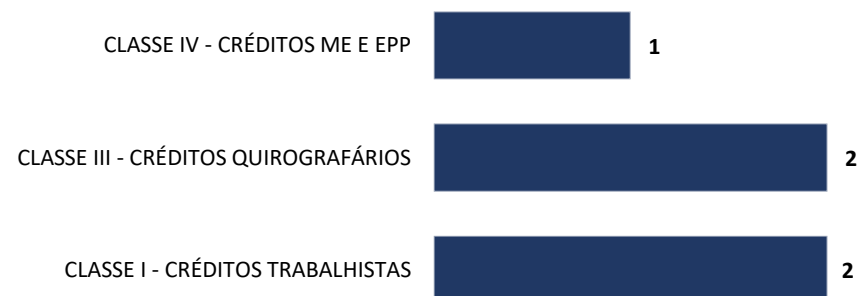 CLASSE IV - CRÉDITOS ME E EPP 1
CLASSE III - CRÉDITOS QUIROGRAFÁRIOS 2
CLASSE I - CRÉDITOS TRABALHISTAS 2